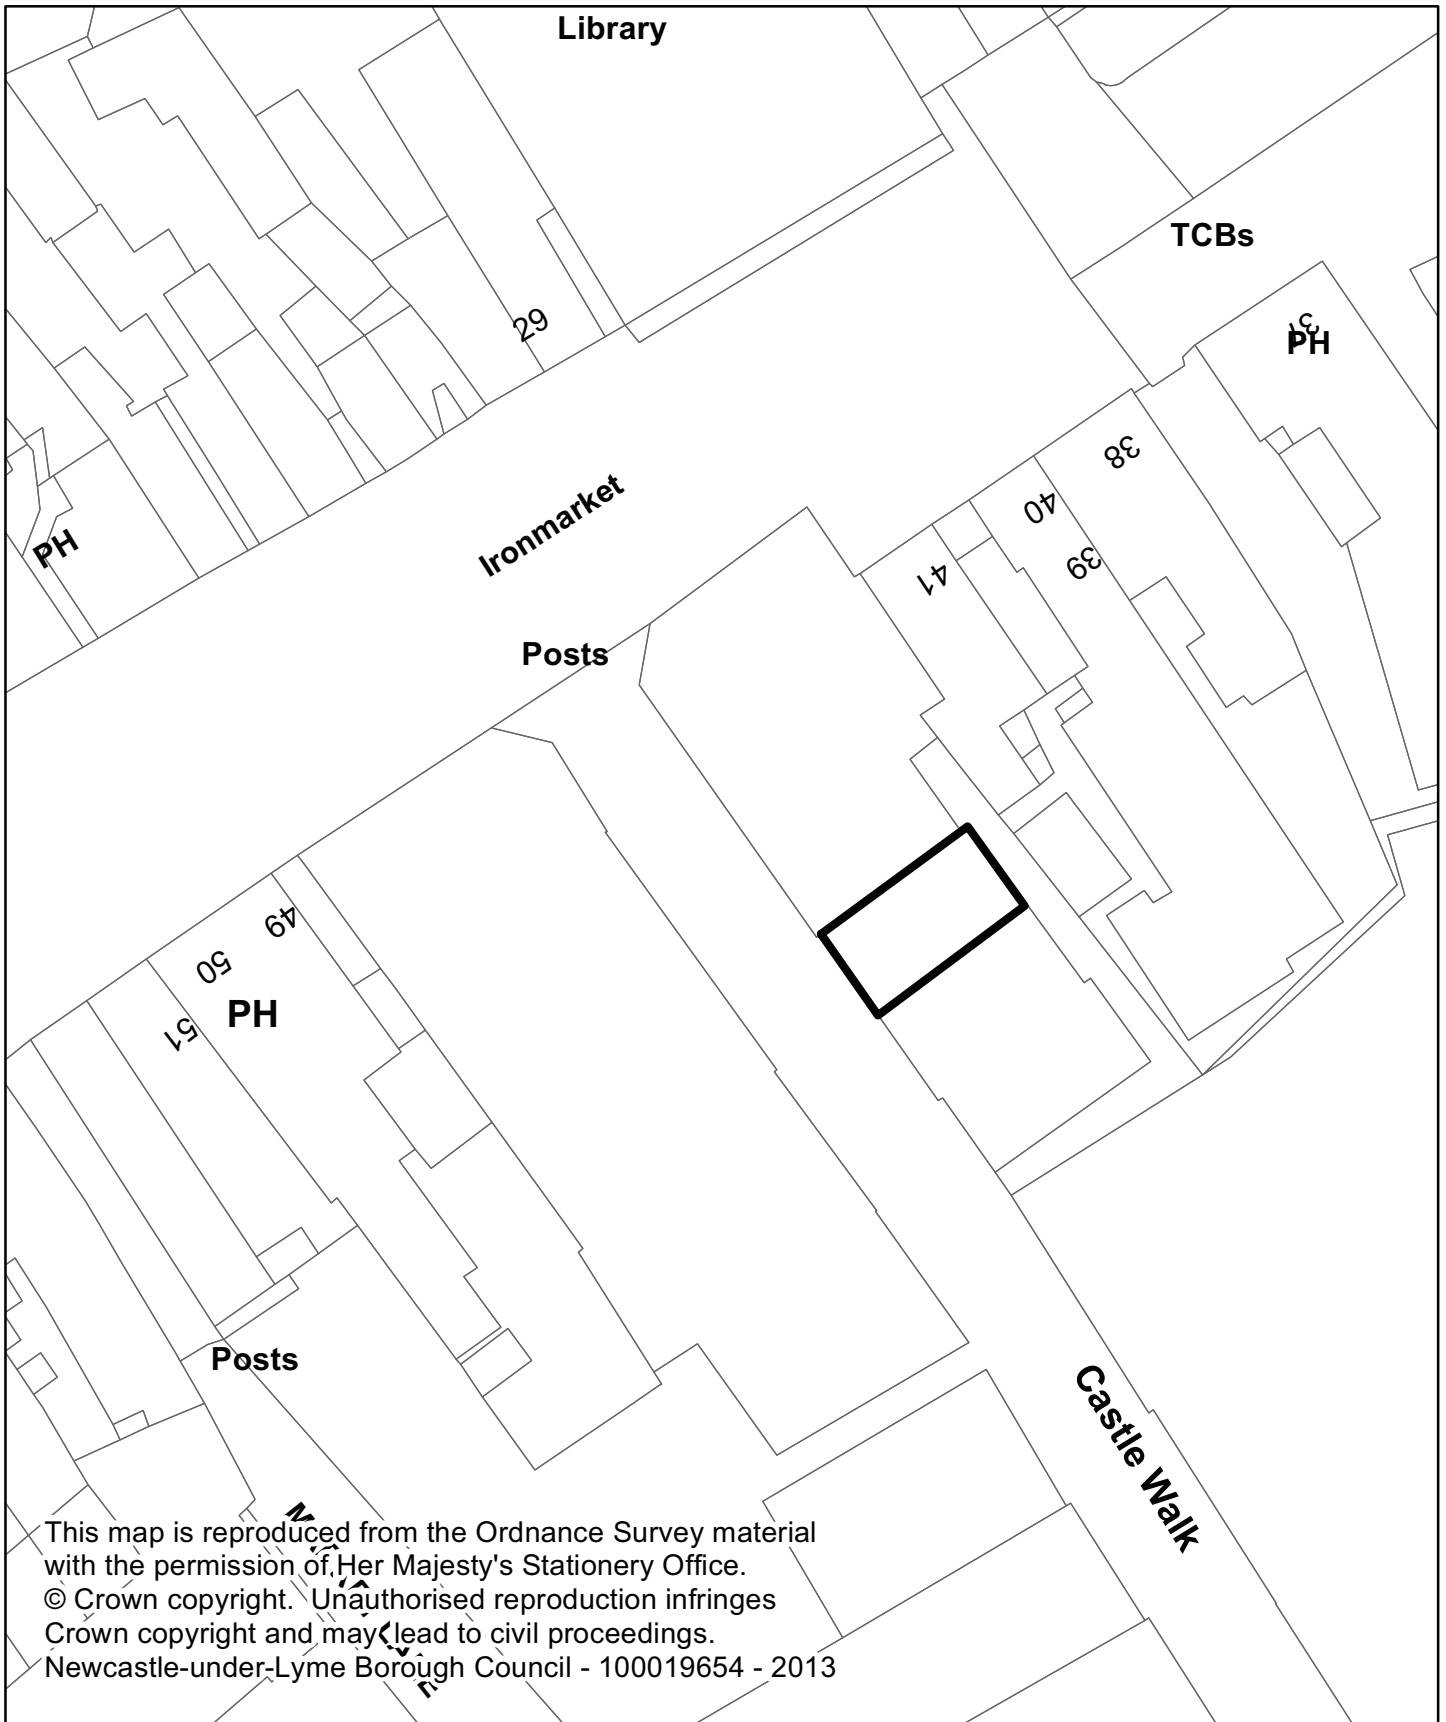 Library
TCBs
29
31
PH
38
40
39
41
Ironmarket
PH
Posts
49
50
PH
51
Posts
Castle Walk
This map is reproduced from the Ordnance Survey material
with the permission of Her Majesty's Stationery Office.
© Crown copyright.  Unauthorised reproduction infringes
Crown copyright and may lead to civil proceedings.
Newcastle-under-Lyme Borough Council - 100019654 - 2013